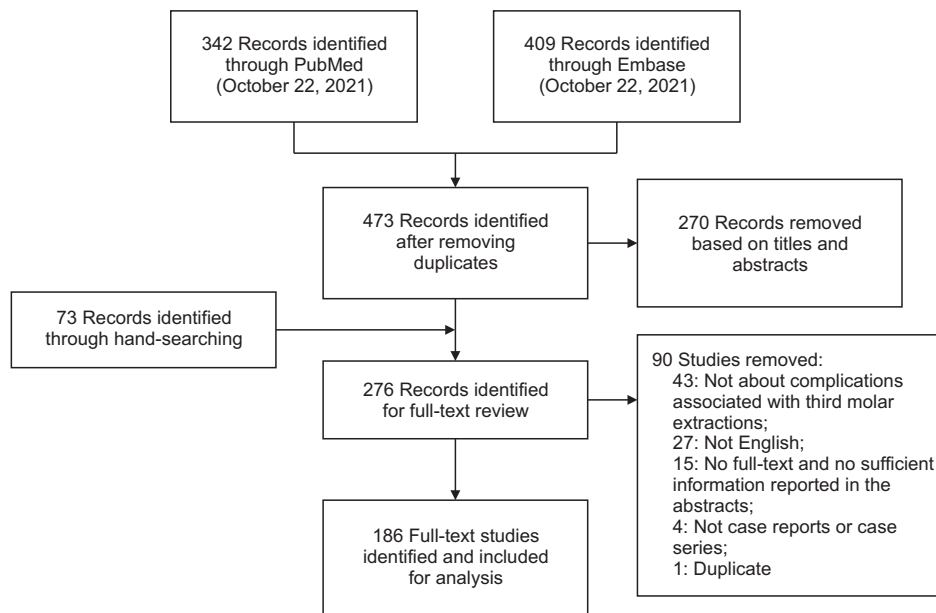 342 Records identified
through PubMed
(October 22, 2021)
409 Records identified
through Embase
(October 22, 2021)
473 Records identified
after removing
duplicates
270 Records removed
based on titles and
abstracts
73 Records identified
through hand-searching
276 Records identified
for full-text review
90 Studies removed:
43: Not about complications
associated with third molar
extractions;
27: Not English;
15: No full-text and no sufficient
information reported in the
abstracts;
4: Not case reports or case
series;
1: Duplicate
186 Full-text studies
identified and included
for analysis